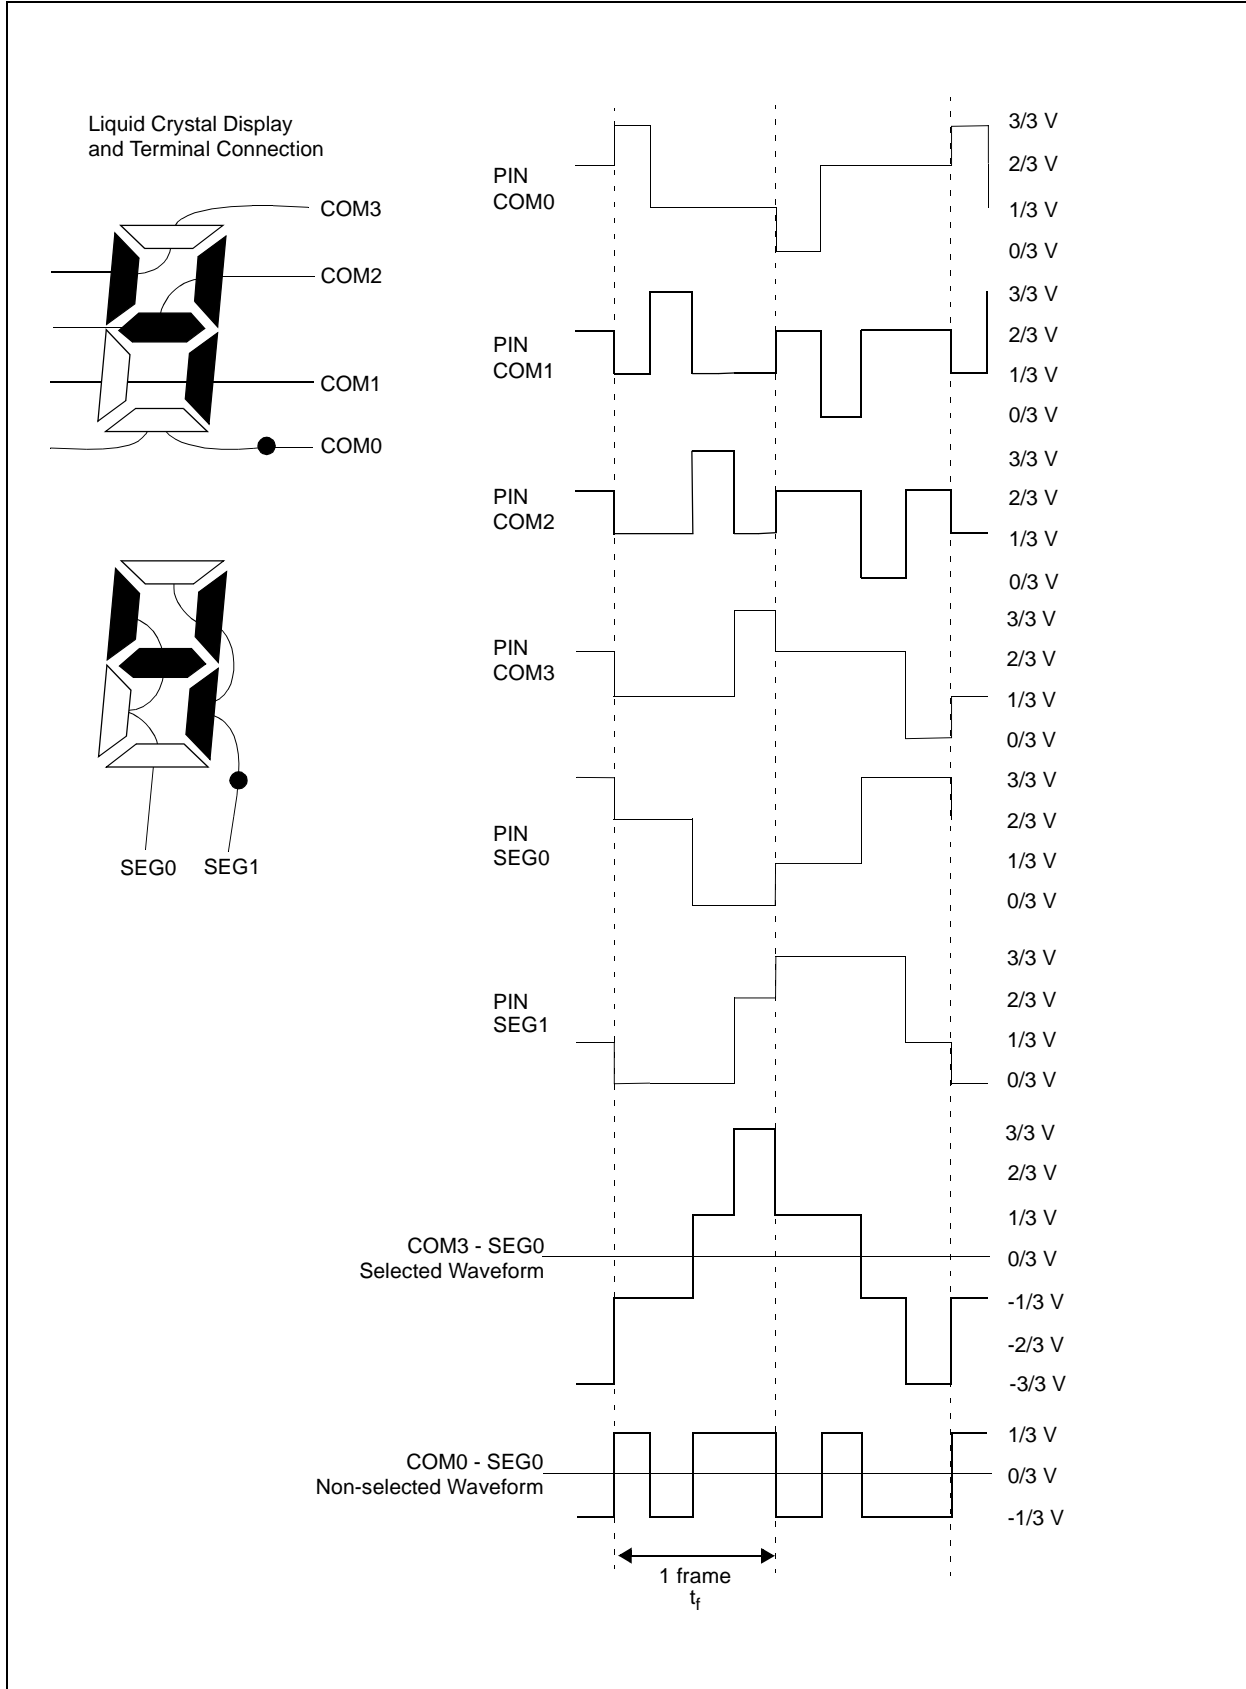 Liquid Crystal Display
and Terminal Connection
COM3
COM2
COM1
COM0
SEG0 SEG1
PIN
COM0
3/3 V
2/3 V
1/3 V
0/3 V
PIN
COM1
3/3 V
2/3 V
1/3 V
0/3 V
PIN
COM2
3/3 V
2/3 V
1/3 V
0/3 V
PIN
COM3
3/3 V
2/3 V
1/3 V
0/3 V
PIN
SEG0
3/3 V
2/3 V
1/3 V
0/3 V
PIN
SEG1
3/3 V
2/3 V
1/3 V
0/3 V
COM3 - SEG0
Selected Waveform
3/3 V
2/3 V
1/3 V
0/3 V
-1/3 V
-2/3 V
-3/3 V
COM0 - SEG0
Non-selected Waveform
1/3 V
0/3 V
-1/3 V
1 frame
tf